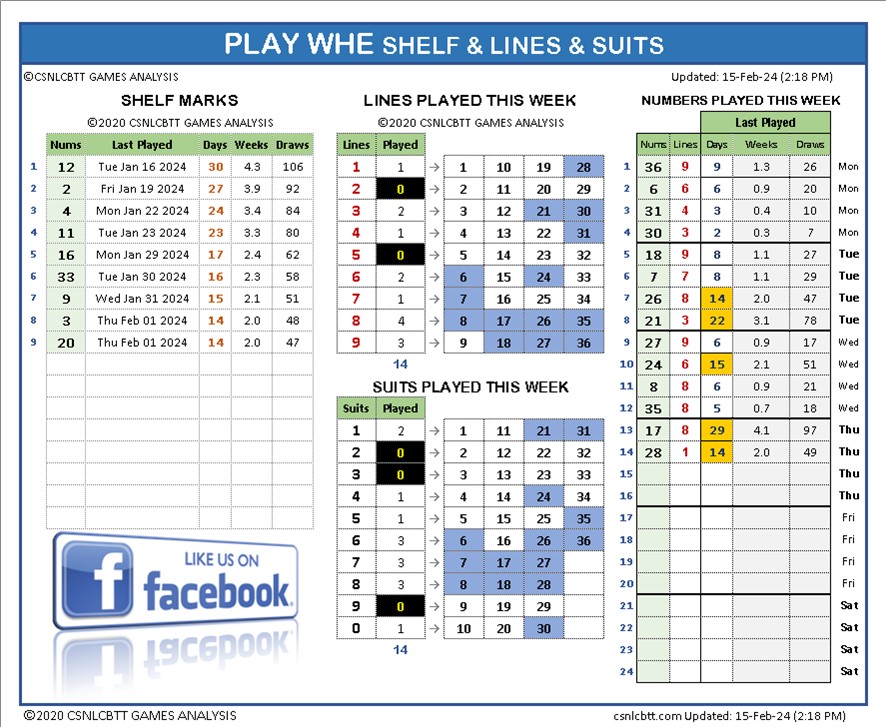 PLAY WHE SHELF & LINES & SUITS
©CSNLCBTT GAMES ANALYSIS
Updated: 15-Feb-24 (2:18 PM)
SHELF MARKS
©2020 CSNLCBTT GAMES ANALYSIS
Nums Last Played Days Weeks Draws
1 12 Tue Jan 16 2024 30 4.3 106
2 2 Fri Jan 19 2024 27 3.9 92
3 4 Mon Jan 22 2024 24 3.4 84
4 11 Tue Jan 23 2024 23 3.3 80
5 16 Mon Jan 29 2024 17 2.4 62
6 33 Tue Jan 30 2024 16 2.3 58
7 9 Wed Jan 31 2024 15 2.1 51
8 3 Thu Feb 01 2024 14 2.0 48
9 20 Thu Feb 01 2024 14 2.0 47
LIKE US ON
facebook.
LINES PLAYED THIS WEEK
©2020 CSNLCBTT GAMES ANALYSIS
Lines Played
1 1 → 1 10 19 28
2 0 → 2 11 20 29
3 2 → 3 12 21 30
4 1 → 4 13 22 31
5 0 → 5 14 23 32
6 2 → 6 15 24 33
7 1 → 7 16 25 34
8 4 → 8 17 26 35
9 3 → 9 18 27 36
14
SUITS PLAYED THIS WEEK
Suits Played
1 2 → 1 11 21 31
2 0 → 2 12 22 32
3 0 → 3 13 23 33
4 1 → 4 14 24 34
5 1 → 5 15 25 35
6 3 → 6 16 26 36
7 3 → 7 17 27
8 3 → 8 18 28
9 0 → 9 19 29
0 1 → 10 20 30
14
NUMBERS PLAYED THIS WEEK
Last Played
Nums Lines Days Weeks Draws
1 36 9 9 1.3 26 Mon
2 6 6 6 0.9 20 Mon
3 31 4 3 0.4 10 Mon
4 30 3 2 0.3 7 Mon
5 18 9 8 1.1 27 Tue
6 7 7 8 1.1 29 Tue
7 26 8 14 2.0 47 Tue
8 21 3 22 3.1 78 Tue
9 27 9 6 0.9 17 Wed
10 24 6 15 2.1 51 Wed
11 8 8 6 0.9 21 Wed
12 35 8 5 0.7 18 Wed
13 17 8 29 4.1 97 Thu
14 28 1 14 2.0 49 Thu
15 Thu
16 Thu
17 Fri
18 Fri
19 Fri
20 Fri
21 Sat
22 Sat
23 Sat
24 Sat
©2020 CSNLCBTT GAMES ANALYSIS
csnlcbtt.com Updated: 15-Feb-24 (2:18 PM)